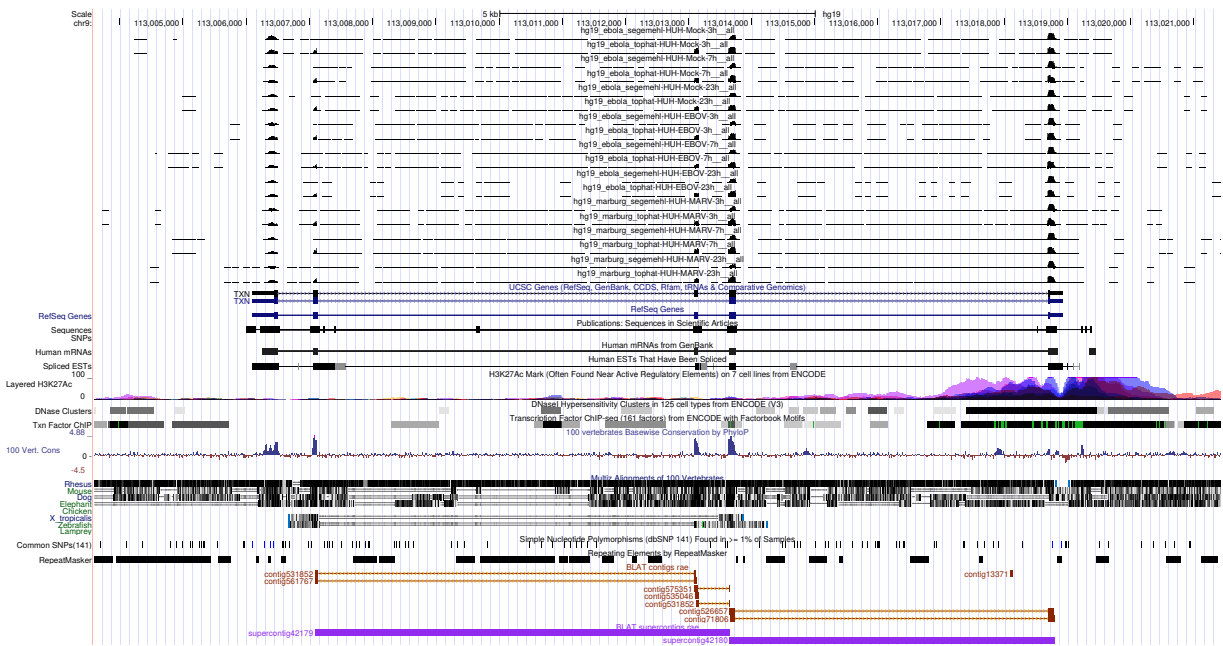 Scale 5 kb hg19
chr9: 113,005,000 113,006,000 113,007,000 113,008,000 113,009,000 113,010,000 113,011,000 113,012,000 113,013,000 113,014,000 113,015,000 113,016,000 113,017,000 113,018,000 113,019,000 113,020,000 113,021,000
hg19_ebola_segemehl-HUH-Mock-3h__all
hg19_ebola_tophat-HUH-Mock-3h__all
hg19_ebola_segemehl-HUH-Mock-7h__all
hg19_ebola_tophat-HUH-Mock-7h__all
hg19_ebola_segemehl-HUH-Mock-23h__all
hg19_ebola_tophat-HUH-Mock-23h__all
hg19_ebola_segemehl-HUH-EBOV-3h__all
hg19_ebola_tophat-HUH-EBOV-3h__all
hg19_ebola_segemehl-HUH-EBOV-7h__all
hg19_ebola_tophat-HUH-EBOV-7h__all
hg19_ebola_segemehl-HUH-EBOV-23h__all
hg19_ebola_tophat-HUH-EBOV-23h__all
hg19_marburg_segemehl-HUH-MARV-3h__all
hg19_marburg_tophat-HUH-MARV-3h__all
hg19_marburg_segemehl-HUH-MARV-7h__all
hg19_marburg_tophat-HUH-MARV-7h__all
hg19_marburg_segemehl-HUH-MARV-23h__all
hg19_marburg_tophat-HUH-MARV-23h__all
UCSC Genes (RefSeq, GenBank, CCDS, Rfam, tRNAs & Comparative Genomics)
TXN
TXN
RefSeq Genes
RefSeq Genes
Publications: Sequences in Scientific Articles
Sequences
SNPs
Human mRNAs from GenBank
Human mRNAs
Human ESTs That Have Been Spliced
Spliced ESTs
H3K27Ac Mark (Often Found Near Active Regulatory Elements) on 7 cell lines from ENCODE
100
Layered H3K27Ac
0
DNaseI Hypersensitivity Clusters in 125 cell types from ENCODE (V3)
DNase Clusters
Transcription Factor ChIP-seq (161 factors) from ENCODE with Factorbook Motifs
Txn Factor ChIP
100 vertebrates Basewise Conservation by PhyloP
4.88
100 Vert. Cons
0
-4.5
Multiz Alignments of 100 Vertebrates
Rhesus
Mouse
Dog
Elephant
Chicken
X_tropicalis
Zebrafish
Lamprey
Simple Nucleotide Polymorphisms (dbSNP 141) Found in >= 1% of Samples
Common SNPs(141)
Repeating Elements by RepeatMasker
RepeatMasker
BLAT contigs rae
contig531852 contig13371
contig561767
contig575351
contig535046
contig531852
contig526657
contig71806
BLAT supercontigs rae
supercontig42179
supercontig42180